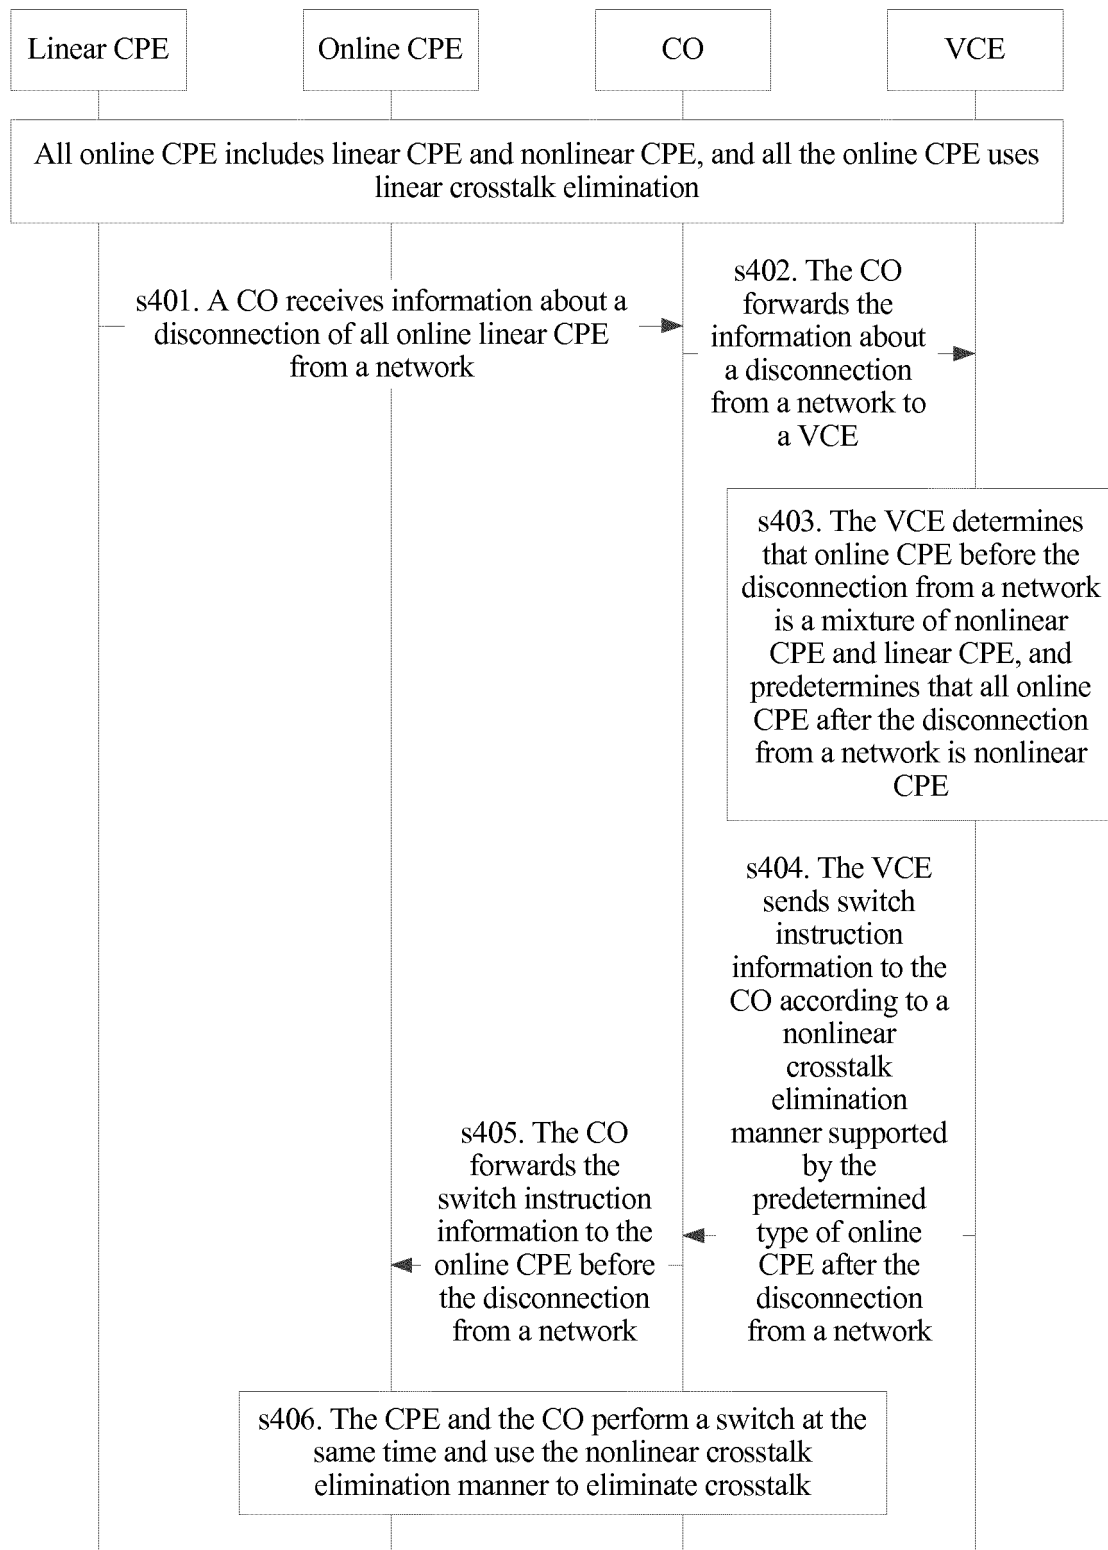 Linear CPE
Online CPE
CO
VCE
All online CPE includes linear CPE and nonlinear CPE, and all the online CPE uses
linear crosstalk elimination
s401. A CO receives information about a
disconnection of all online linear CPE
from a network
s402. The CO
forwards the
information about
a disconnection
from a network to
a VCE
s403. The VCE determines
that online CPE before the
disconnection from a network
is a mixture of nonlinear
CPE and linear CPE, and
predetermines that all online
CPE after the disconnection
from a network is nonlinear
CPE
s404. The VCE
sends switch
instruction
information to the
CO according to a
nonlinear
crosstalk
elimination
manner supported
by the
predetermined
type of online
CPE after the
disconnection
from a network
s405. The CO
forwards the
switch instruction
information to the
online CPE before
the disconnection
from a network
s406. The CPE and the CO perform a switch at the
same time and use the nonlinear crosstalk
elimination manner to eliminate crosstalk